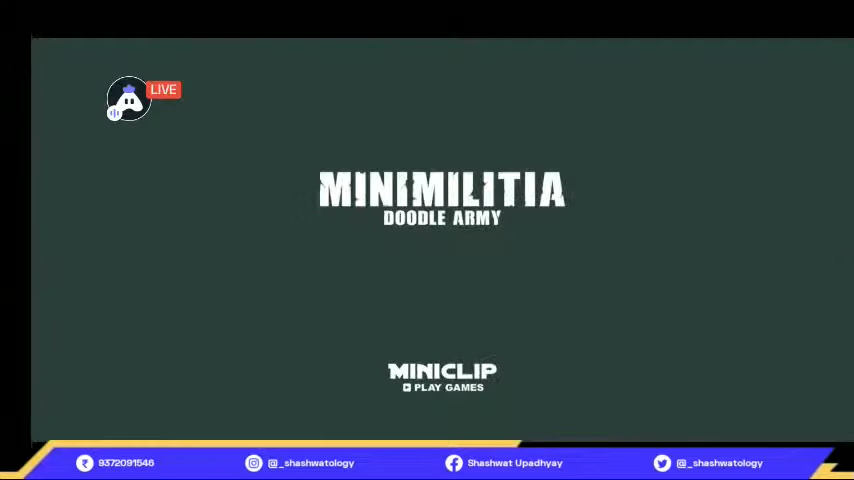 LIVE
MINIMILITIA
DOODLE ARMY
MINICLIP
PLAY GAMES
₹ 9372091546
@_shashwatology
Shashwat Upadhyay
@_shashwatology